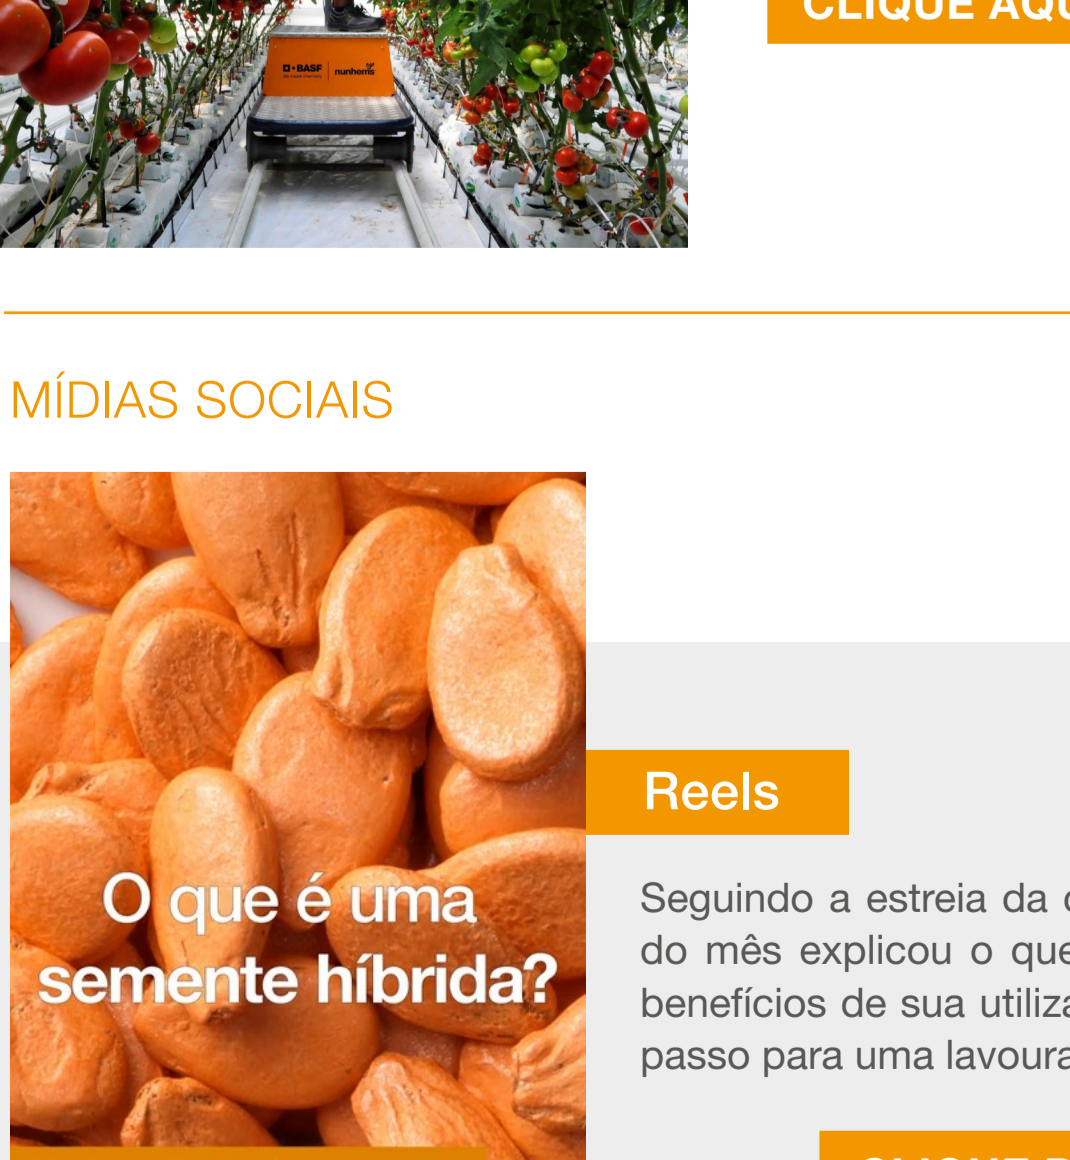 CLIQUE
BASF
nunhems
MÍDIAS SOCIAIS
O que é uma
semente híbrida?
Reels
Seguindo a estreia da
do mês explicou o que
benefícios de sua
passo para uma lavoura